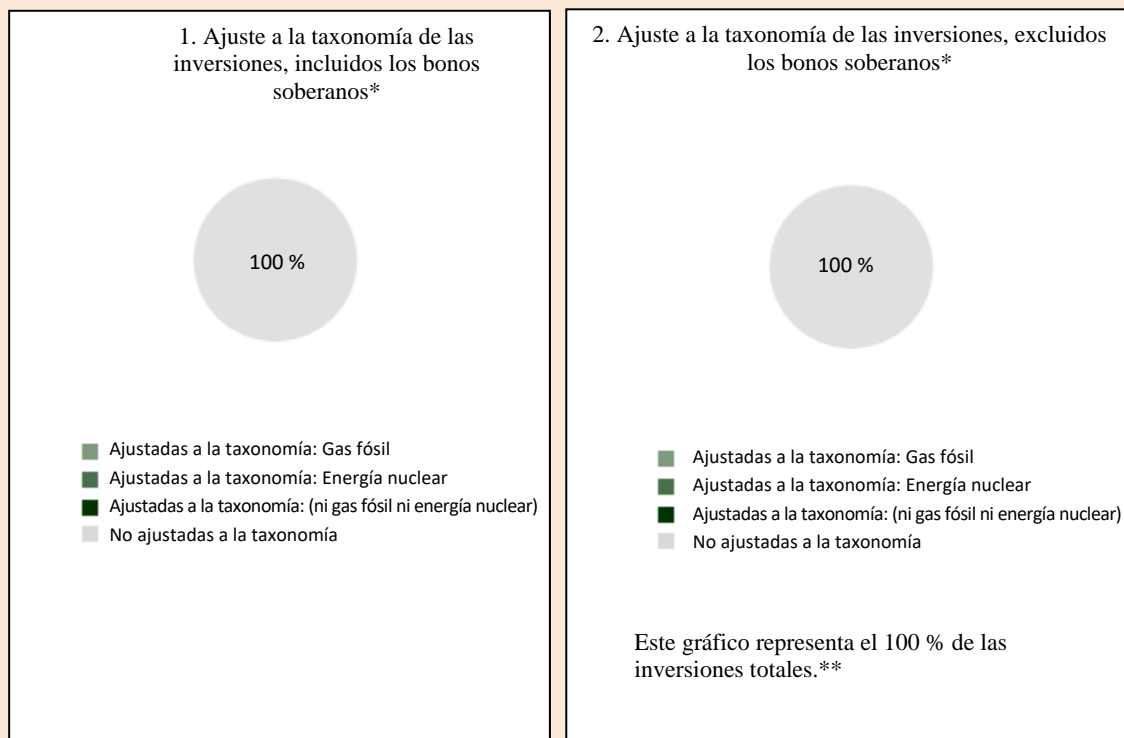 1. Ajuste a la taxonomía de las
inversiones, incluidos los bonos
soberanos*
100 %
Ajustadas a la taxonomía: Gas fósil
Ajustadas a la taxonomía: Energía nuclear
Ajustadas a la taxonomía: (ni gas fósil ni energía nuclear)
No ajustadas a la taxonomía
2. Ajuste a la taxonomía de las inversiones, excluidos
los bonos soberanos*
100 %
Ajustadas a la taxonomía: Gas fósil
Ajustadas a la taxonomía: Energía nuclear
Ajustadas a la taxonomía: (ni gas fósil ni energía nuclear)
No ajustadas a la taxonomía
Este gráfico representa el 100 % de las
inversiones totales.**